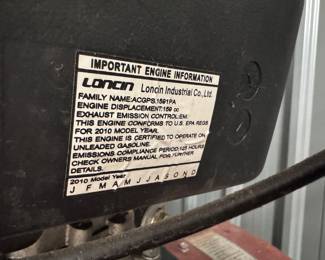 IMPORTANT ENGINE INFORMATION
LONCIN Loncin Industrial Co., Ltd.
FAMILY NAME:ACGPS.1591PA
ENGINE DISPLACEMENT:159 cc
EXHAUST EMISSION CONTROL:EM.
THIS ENGINE CONFORMS TO U.S. EPA REGS
FOR 2010 MODEL YEAR.
THIS ENGINE IS CERTIFIED TO OPERATE ON
UNLEADED GASOLINE.
EMISSIONS COMPLIANCE PERIOD:125 HOURS
CHECK OWNERS MANUAL FOR FURTHER
DETAILS.
2010 Model Year
J F M A M J J A S O N D